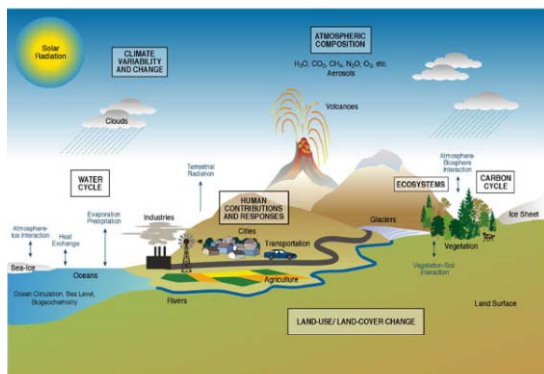 Solar
Radiation
CLIMATE
VARIABILITY
AND CHANGE
ATMOSPHERIC
COMPOSITION
H₂O, CO₂, CH₄, N₂O, O₃, etc.
Aerosols
Clouds
Volcanoes
WATER
CYCLE
Terrestrial
Radiation
Atmosphere-
Biosphere
Interaction
ECOSYSTEMS
CARBON
CYCLE
HUMAN
CONTRIBUTIONS
AND RESPONSES
Atmosphere-
Ice Interaction
Heat
Exchange
Evaporation
Precipitation
Industries
Cities
Transportation
Glaciers
Ice Sheet
Vegetation
Sea-Ice
Oceans
Ocean Circulation, Sea Level,
Biogeochemistry
Agriculture
Rivers
Vegetation-Soil
Interaction
Land Surface
LAND-USE/ LAND-COVER CHANGE